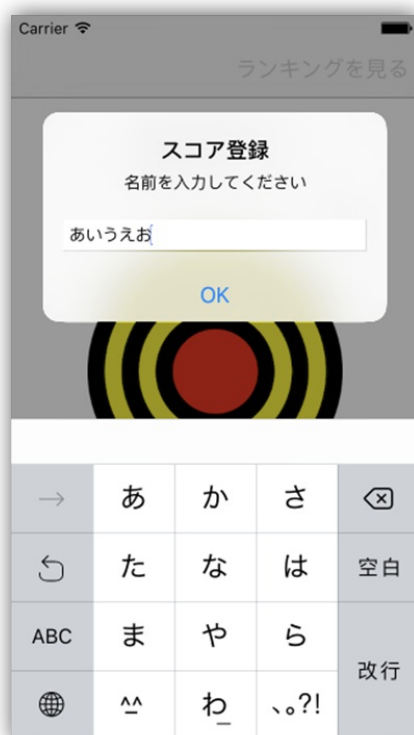 Carrier
ランキングを見る
スコア登録
名前を入力してください
あいうえお
OK
→ あ か さ
た な は 空白
ABC ま や ら
改行
^^ わ_ 、。?!